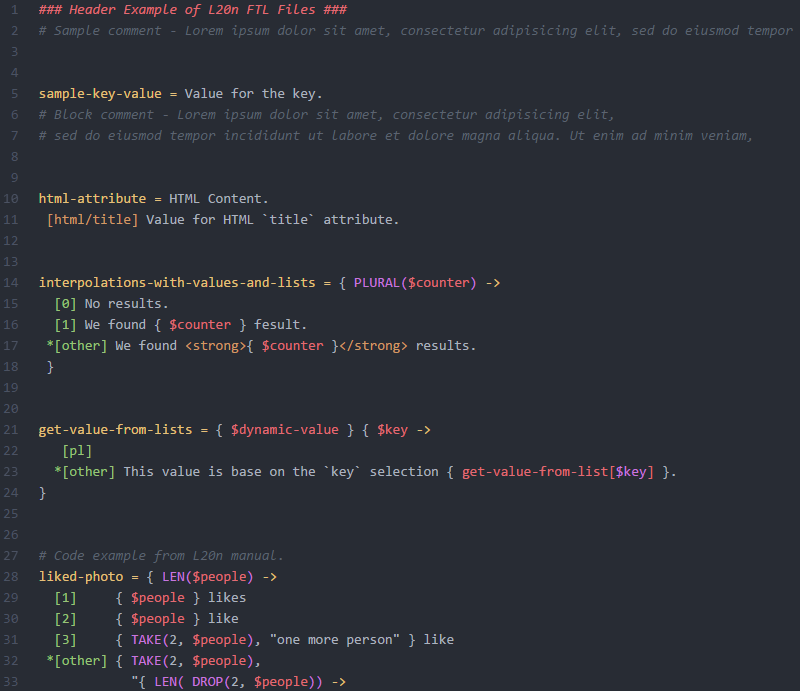 1 ### Header Example of L20n FTL Files ###
2 # Sample comment - Lorem ipsum dolor sit amet, consectetur adipisicing elit, sed do eiusmod tempor
3
4
5 sample-key-value = Value for the key.
6 # Block comment - Lorem ipsum dolor sit amet, consectetur adipisicing elit,
7 # sed do eiusmod tempor incididunt ut labore et dolore magna aliqua. Ut enim ad minim veniam,
8
9
10 html-attribute = HTML Content.
11  [html/title] Value for HTML `title` attribute.
12
13
14 interpolations-with-values-and-lists = { PLURAL($counter) ->
15   [0] No results.
16   [1] We found { $counter } fesult.
17  *[other] We found <strong>{ $counter }</strong> results.
18  }
19
20
21 get-value-from-lists = { $dynamic-value } { $key ->
22    [pl]
23   *[other] This value is base on the `key` selection { get-value-from-list[$key] }.
24 }
25
26
27 # Code example from L20n manual.
28 liked-photo = { LEN($people) ->
29   [1]     { $people } likes
30   [2]     { $people } like
31   [3]     { TAKE(2, $people), "one more person" } like
32  *[other] { TAKE(2, $people),
33             "{ LEN( DROP(2, $people)) ->